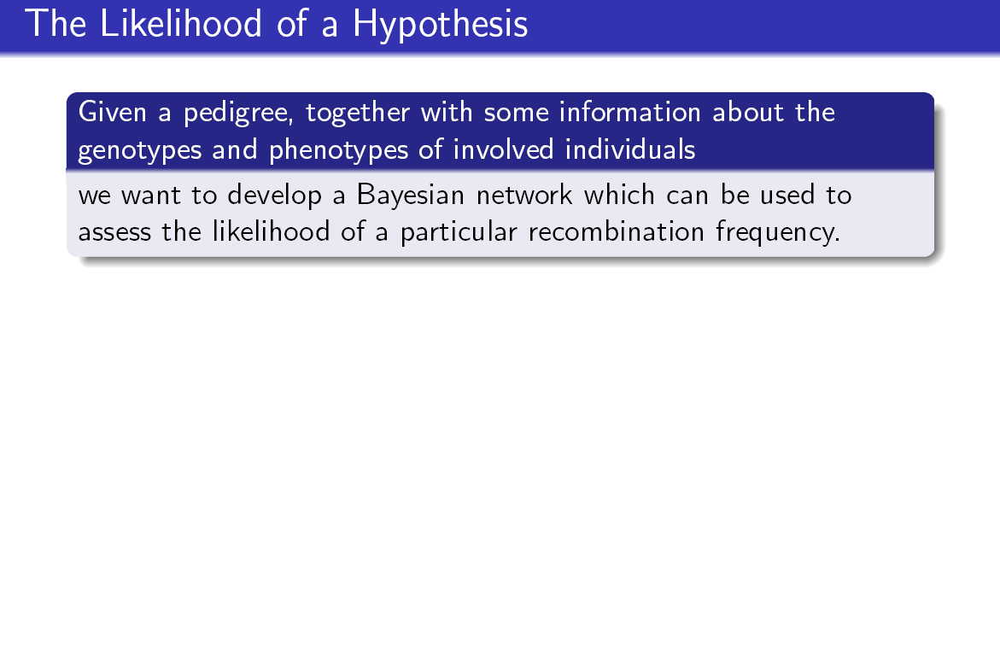 The Likelihood of a Hypothesis
Given a pedigree, together with some information about the
genotypes and phenotypes of involved individuals
we want to develop a Bayesian network which can be used to
assess the likelihood of a particular recombination frequency.